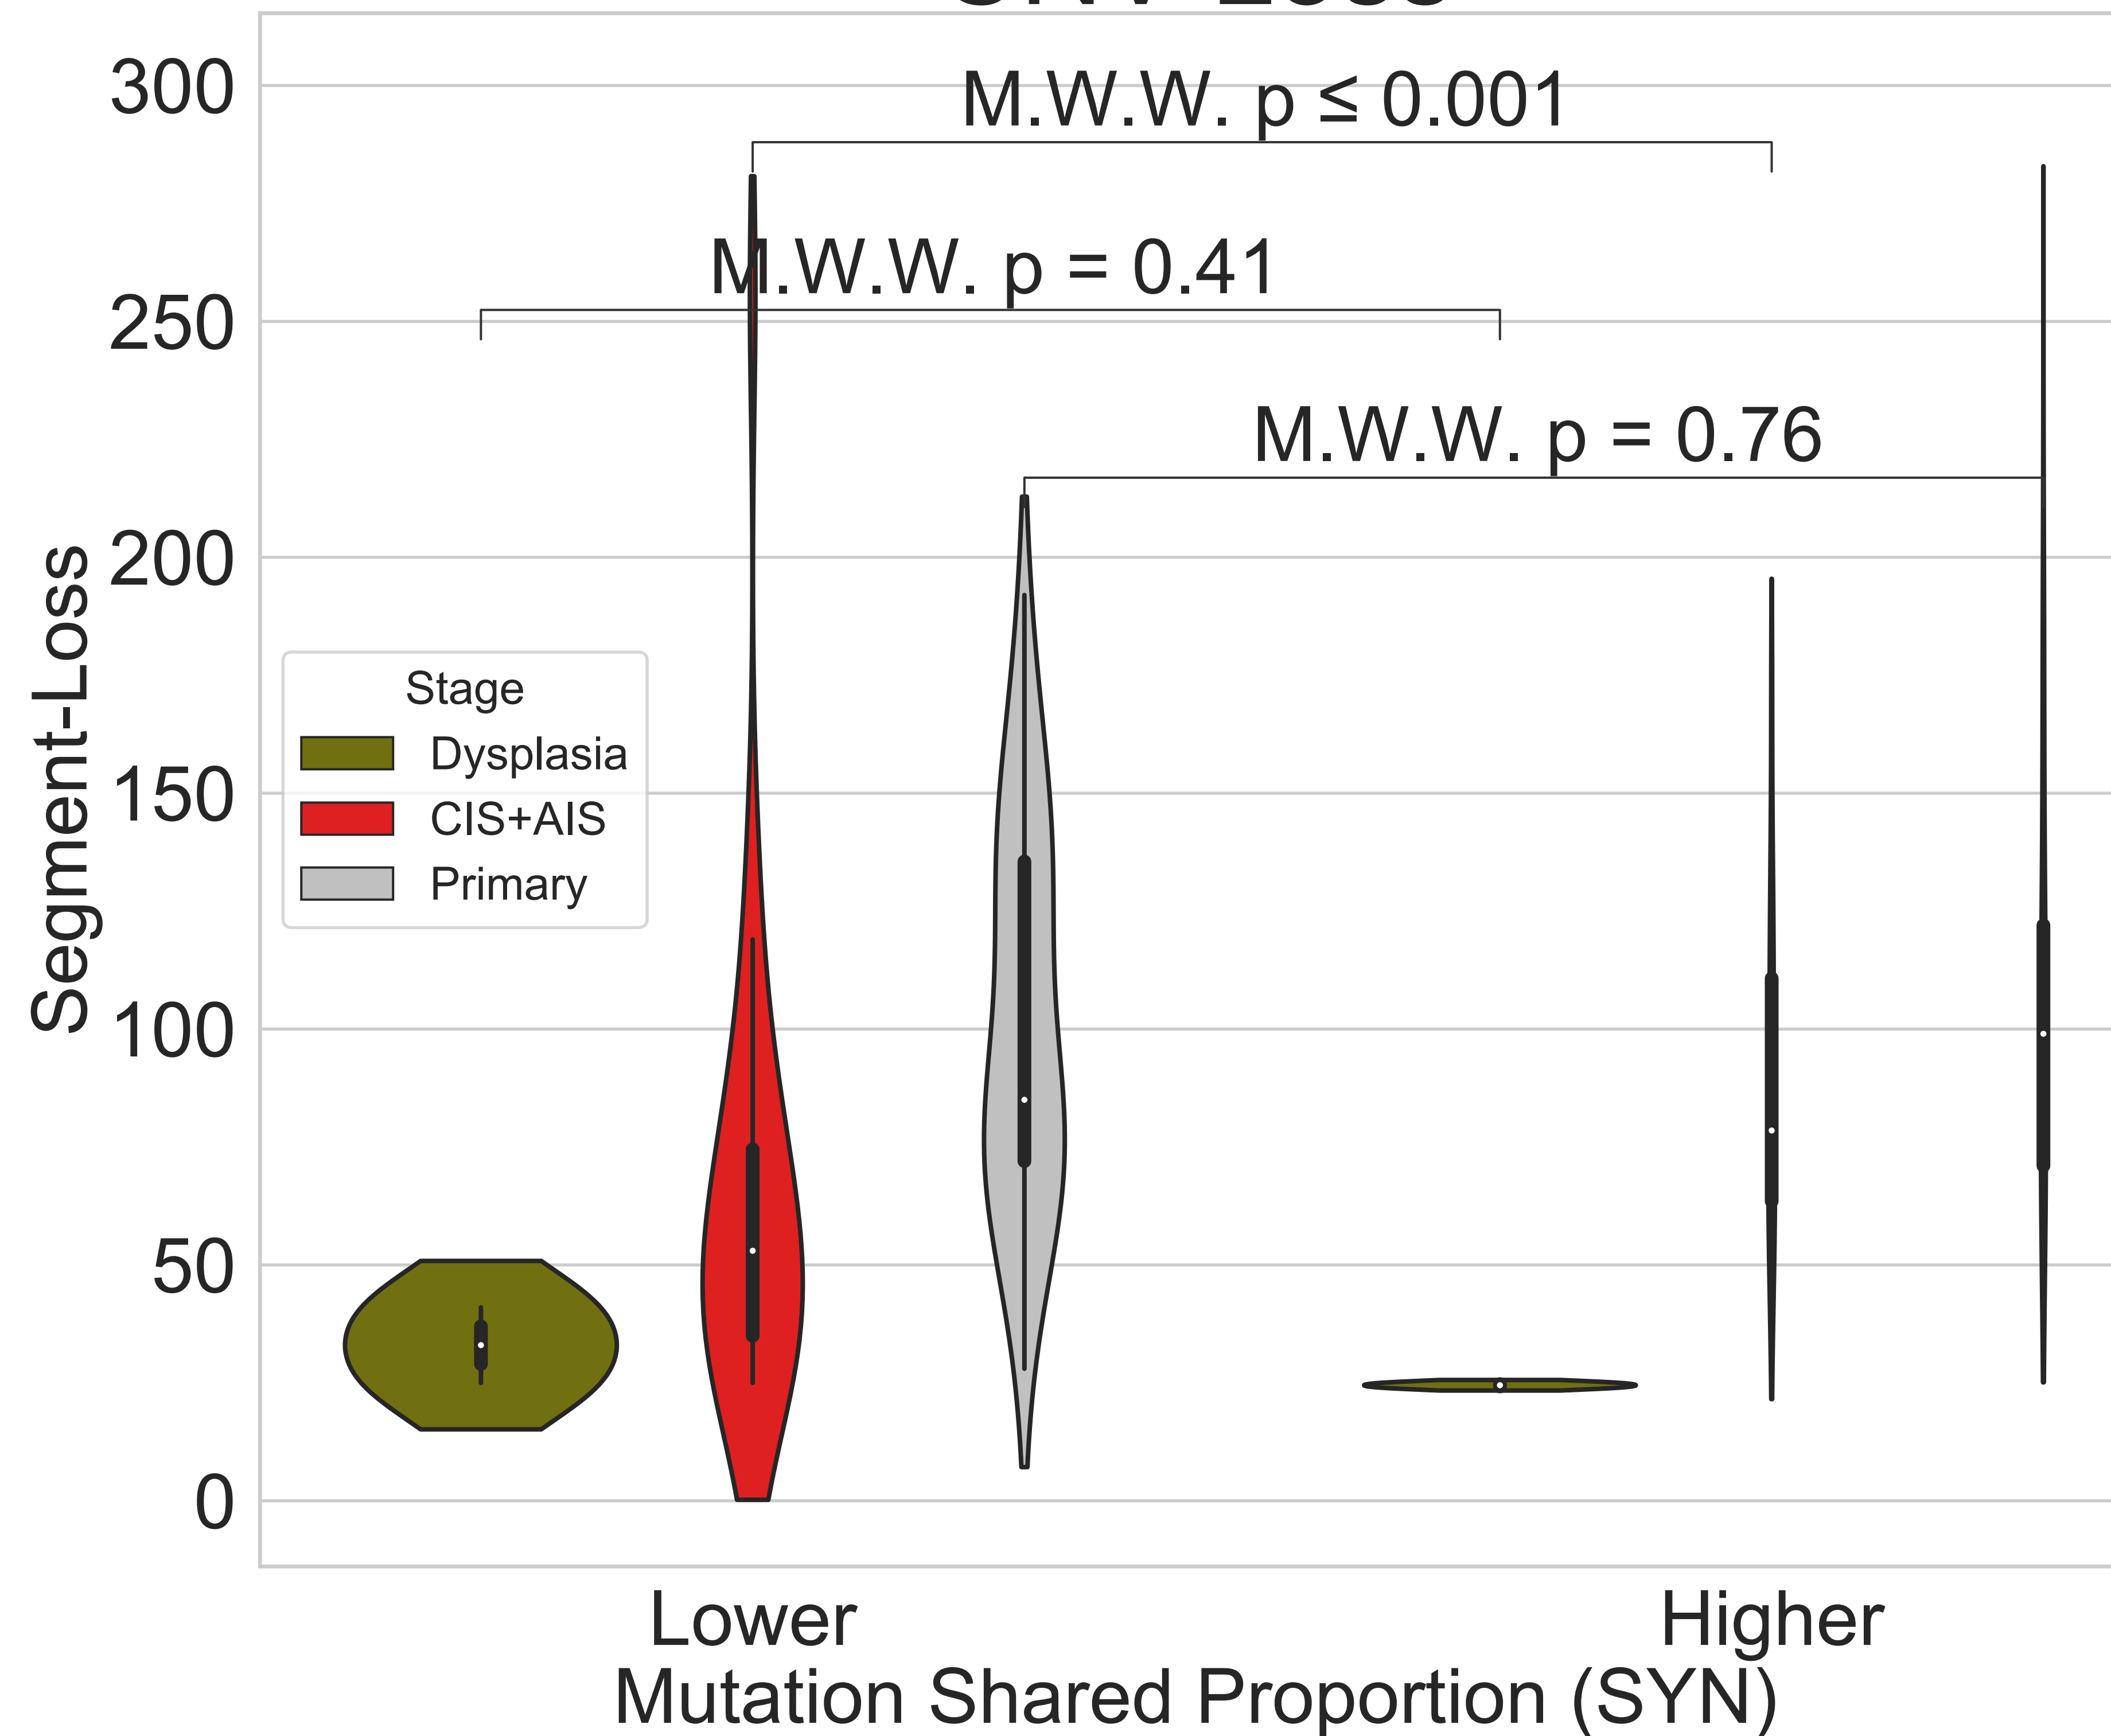 300
M.W.W. p ≤ 0.001
M.W.W. p = 0.41
250
M.W.W. p = 0.76
200
Segment-Loss
Stage
Dysplasia
CIS+AIS
Primary
150
100
50
0
Lower
Higher
Mutation Shared Proportion (SYN)